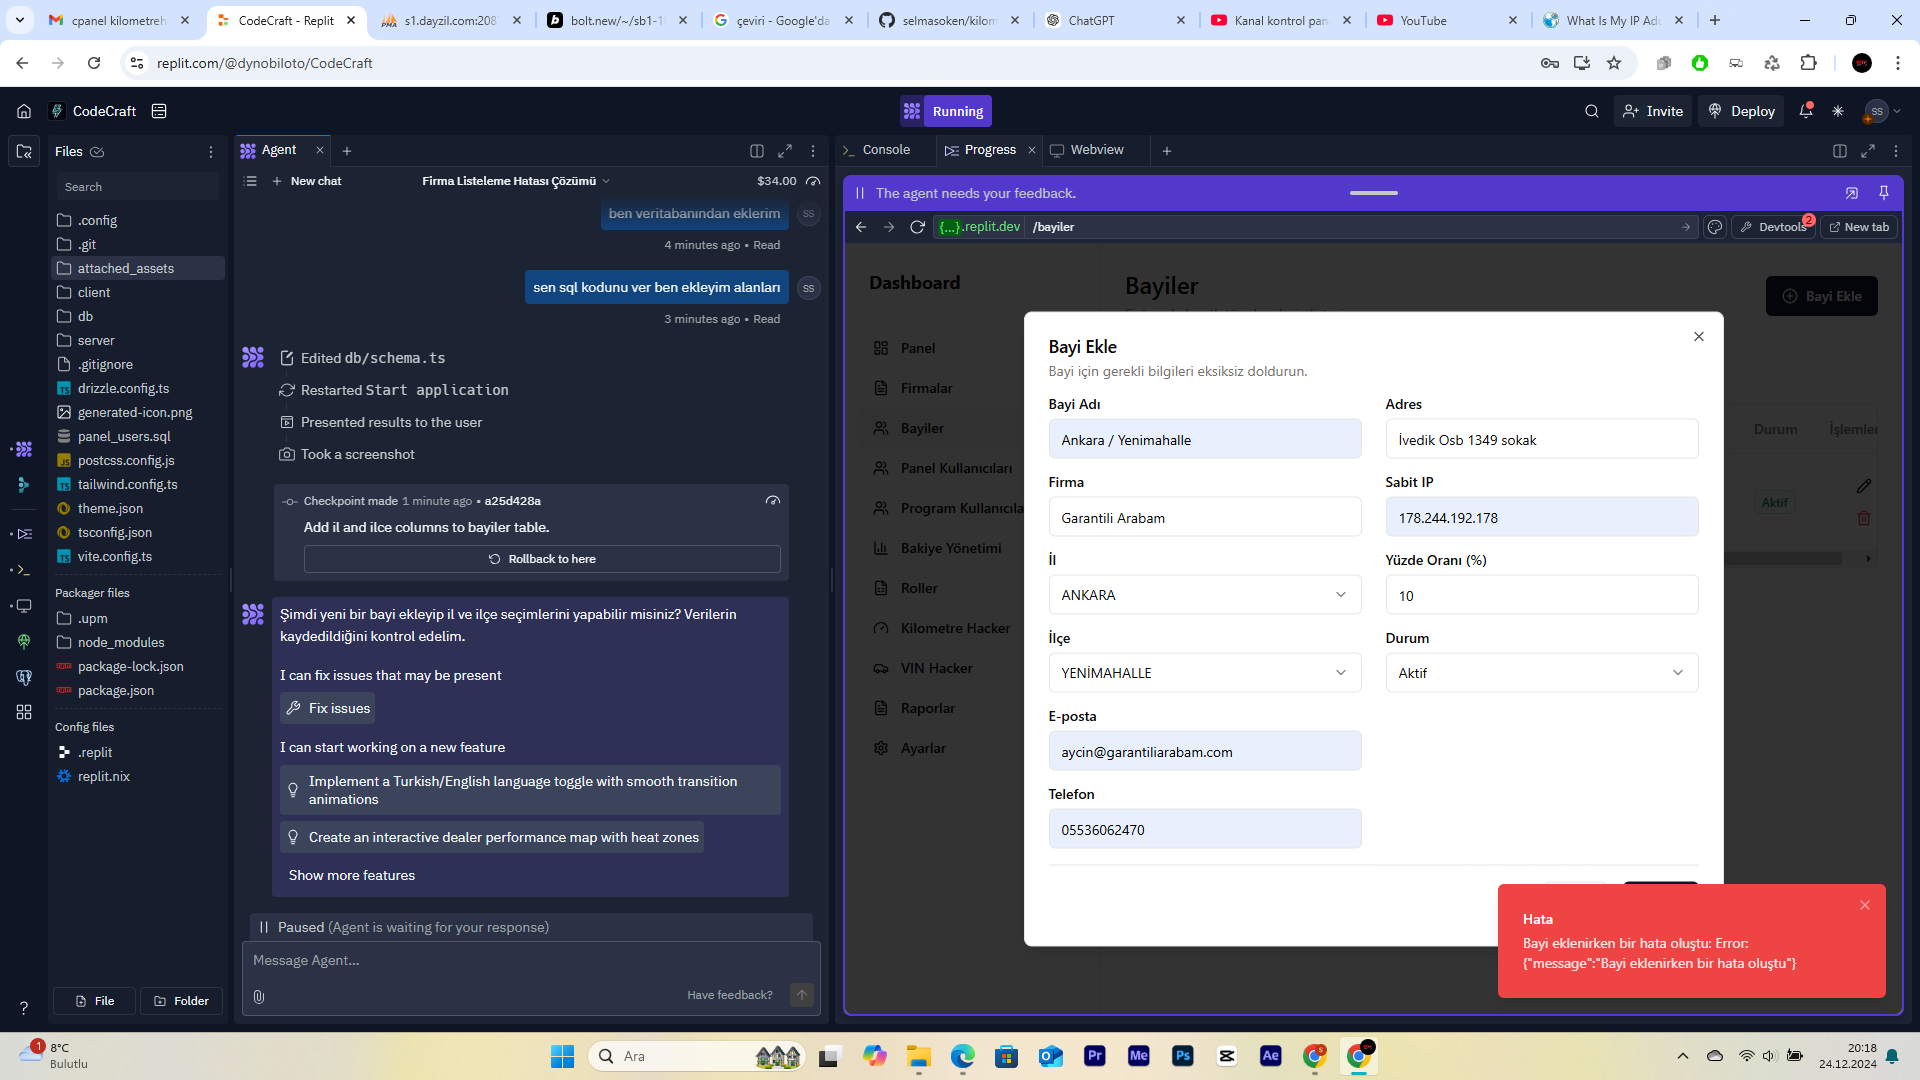 cpanel kilometreh
CodeCraft - Replit
s1.dayzil.com:208
bolt.new/~/sb1-1
çeviri - Google'da
selmasoken/kilom
ChatGPT
Kanal kontrol pan
YouTube
What Is My IP Add
replit.com/@dynobiloto/CodeCraft
CodeCraft
Running
Invite
Deploy
SS
Files
Search
.config
.git
attached_assets
client
db
server
.gitignore
drizzle.config.ts
generated-icon.png
panel_users.sql
postcss.config.js
tailwind.config.ts
theme.json
tsconfig.json
vite.config.ts
Packager files
.upm
node_modules
package-lock.json
package.json
Config files
.replit
replit.nix
File
Folder
Agent
New chat
Firma Listeleme Hatası Çözümü
$34.00
ben veritabanından eklerim
SS
4 minutes ago • Read
sen sql kodunu ver ben ekleyim alanları
SS
3 minutes ago • Read
Edited db/schema.ts
Restarted Start application
Presented results to the user
Took a screenshot
Checkpoint made 1 minute ago • a25d428a
Add il and ilce columns to bayiler table.
Rollback to here
Şimdi yeni bir bayi ekleyip il ve ilçe seçimlerini yapabilir misiniz? Verilerin
kaydedildiğini kontrol edelim.
I can fix issues that may be present
Fix issues
I can start working on a new feature
Implement a Turkish/English language toggle with smooth transition
animations
Create an interactive dealer performance map with heat zones
Show more features
Paused (Agent is waiting for your response)
Message Agent...
Have feedback?
Console
Progress
Webview
The agent needs your feedback.
{...}.replit.dev
/bayiler
Devtools
2
New tab
Dashboard
Panel
Firmalar
Bayiler
Panel Kullanıcıları
Program Kullanıcıla
Bakiye Yönetimi
Roller
Kilometre Hacker
VIN Hacker
Raporlar
Ayarlar
Bayiler
Bayi Ekle
Durum
İşlemler
Aktif
Bayi Ekle
Bayi için gerekli bilgileri eksiksiz doldurun.
Bayi Adı
Ankara / Yenimahalle
Adres
İvedik Osb 1349 sokak
Firma
Garantili Arabam
Sabit IP
178.244.192.178
İl
ANKARA
Yüzde Oranı (%)
10
İlçe
YENİMAHALLE
Durum
Aktif
E-posta
aycin@garantiliarabam.com
Telefon
05536062470
Hata
Bayi eklenirken bir hata oluştu: Error:
{"message":"Bayi eklenirken bir hata oluştu"}
1
8°C
Bulutlu
Ara
Pr
Me
Ps
Ae
20:18
24.12.2024